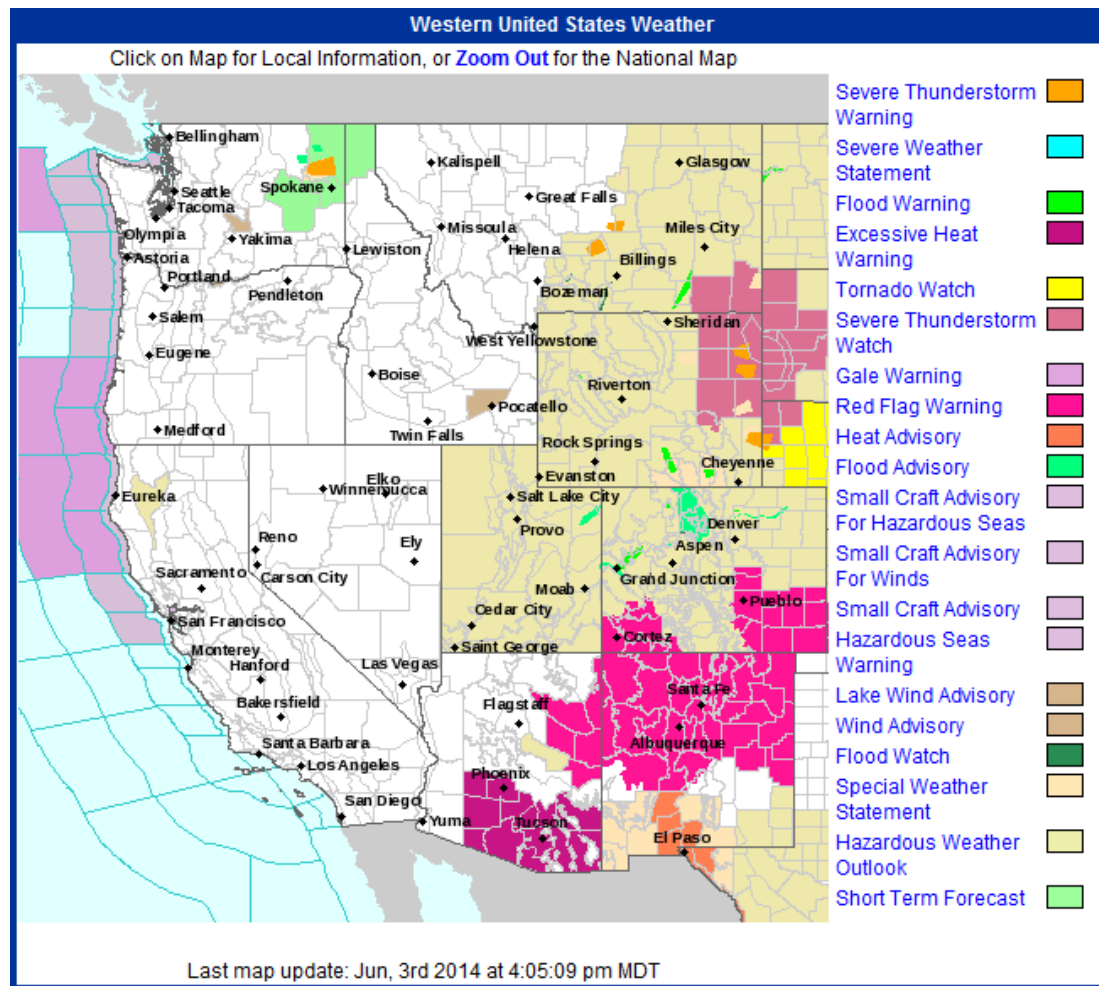 Western United States Weather
Click on Map for Local Information, or Zoom Out for the National Map
Bellingham
Seattle
Tacoma
Olympia
Astoria
Portland
Salem
Eugene
Medford
Spokane
Yakima
Pendleton
Lewiston
Kalispell
Great Falls
Missoula
Helena
Bozeman
Glasgow
Miles City
Billings
West Yellowstone
Sheridan
Boise
Pocatello
Twin Falls
Riverton
Rock Springs
Cheyenne
Evanston
Eureka
Winnemucca
Elko
Salt Lake City
Provo
Reno
Ely
Carson City
Sacramento
San Francisco
Monterey
Hanford
Las Vegas
Bakersfield
Santa Barbara
Los Angeles
San Diego
Yuma
Moab
Cedar City
Saint George
Denver
Aspen
Grand Junction
Pueblo
Cortez
Flagstaff
Santa Fe
Albuquerque
Phoenix
Tucson
El Paso
Severe Thunderstorm
Warning
Severe Weather
Statement
Flood Warning
Excessive Heat
Warning
Tornado Watch
Severe Thunderstorm
Watch
Gale Warning
Red Flag Warning
Heat Advisory
Flood Advisory
Small Craft Advisory
For Hazardous Seas
Small Craft Advisory
For Winds
Small Craft Advisory
Hazardous Seas
Warning
Lake Wind Advisory
Wind Advisory
Flood Watch
Special Weather
Statement
Hazardous Weather
Outlook
Short Term Forecast
Last map update: Jun, 3rd 2014 at 4:05:09 pm MDT